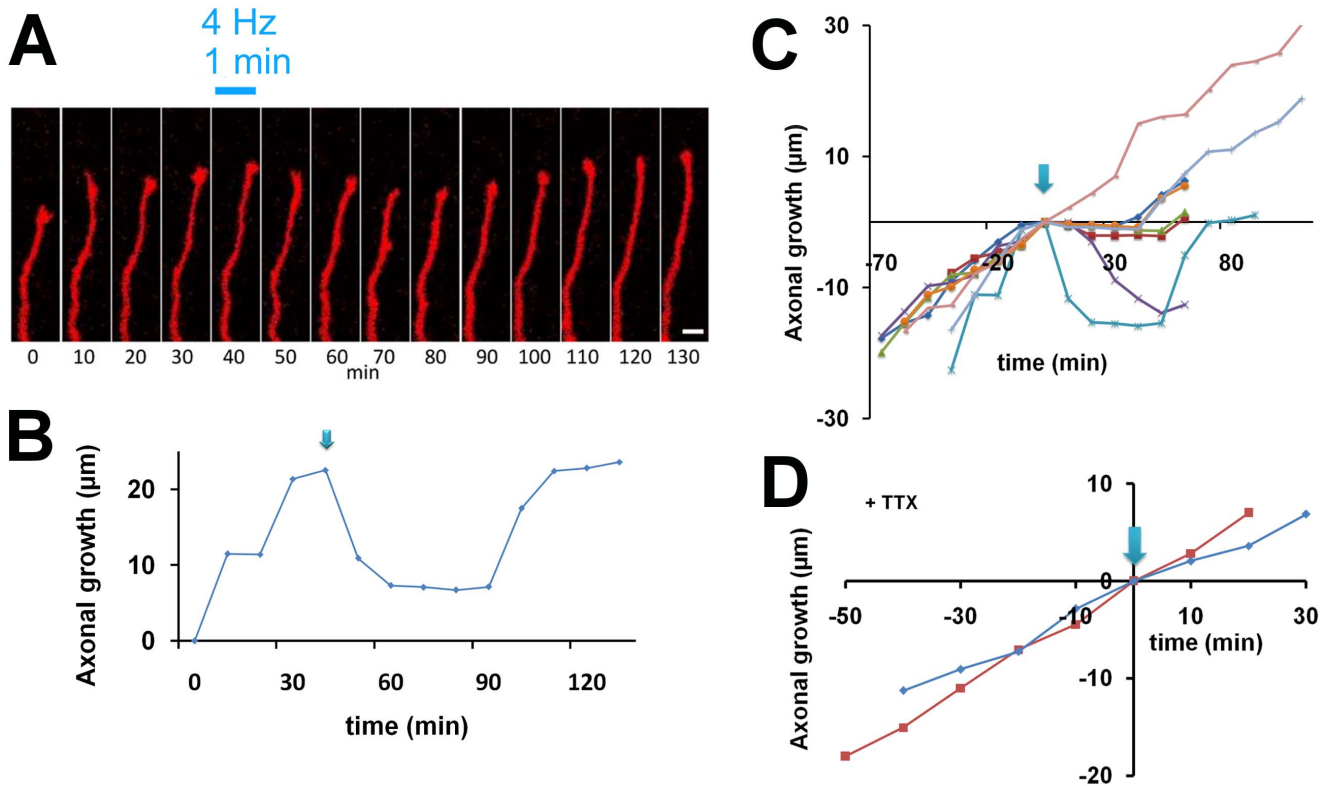 A
4 Hz
1 min
0 10 20 30 40 50 60 70 80 90 100 110 120 130
min
B
Axonal growth (µm)
20
10
0
0 30 60 90 120
time (min)
C
Axonal growth (µm)
30
10
-70 -20 30 80
-10
time (min)
-30
D
+ TTX
Axonal growth (µm)
10
0
-50 -30 -10 10 30
time (min)
-10
-20